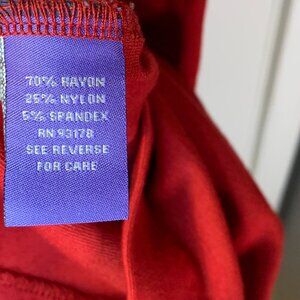 70% RAYON
25% NYLON
5% SPANDEX
RN 93178
SEE REVERSE
FOR CARE